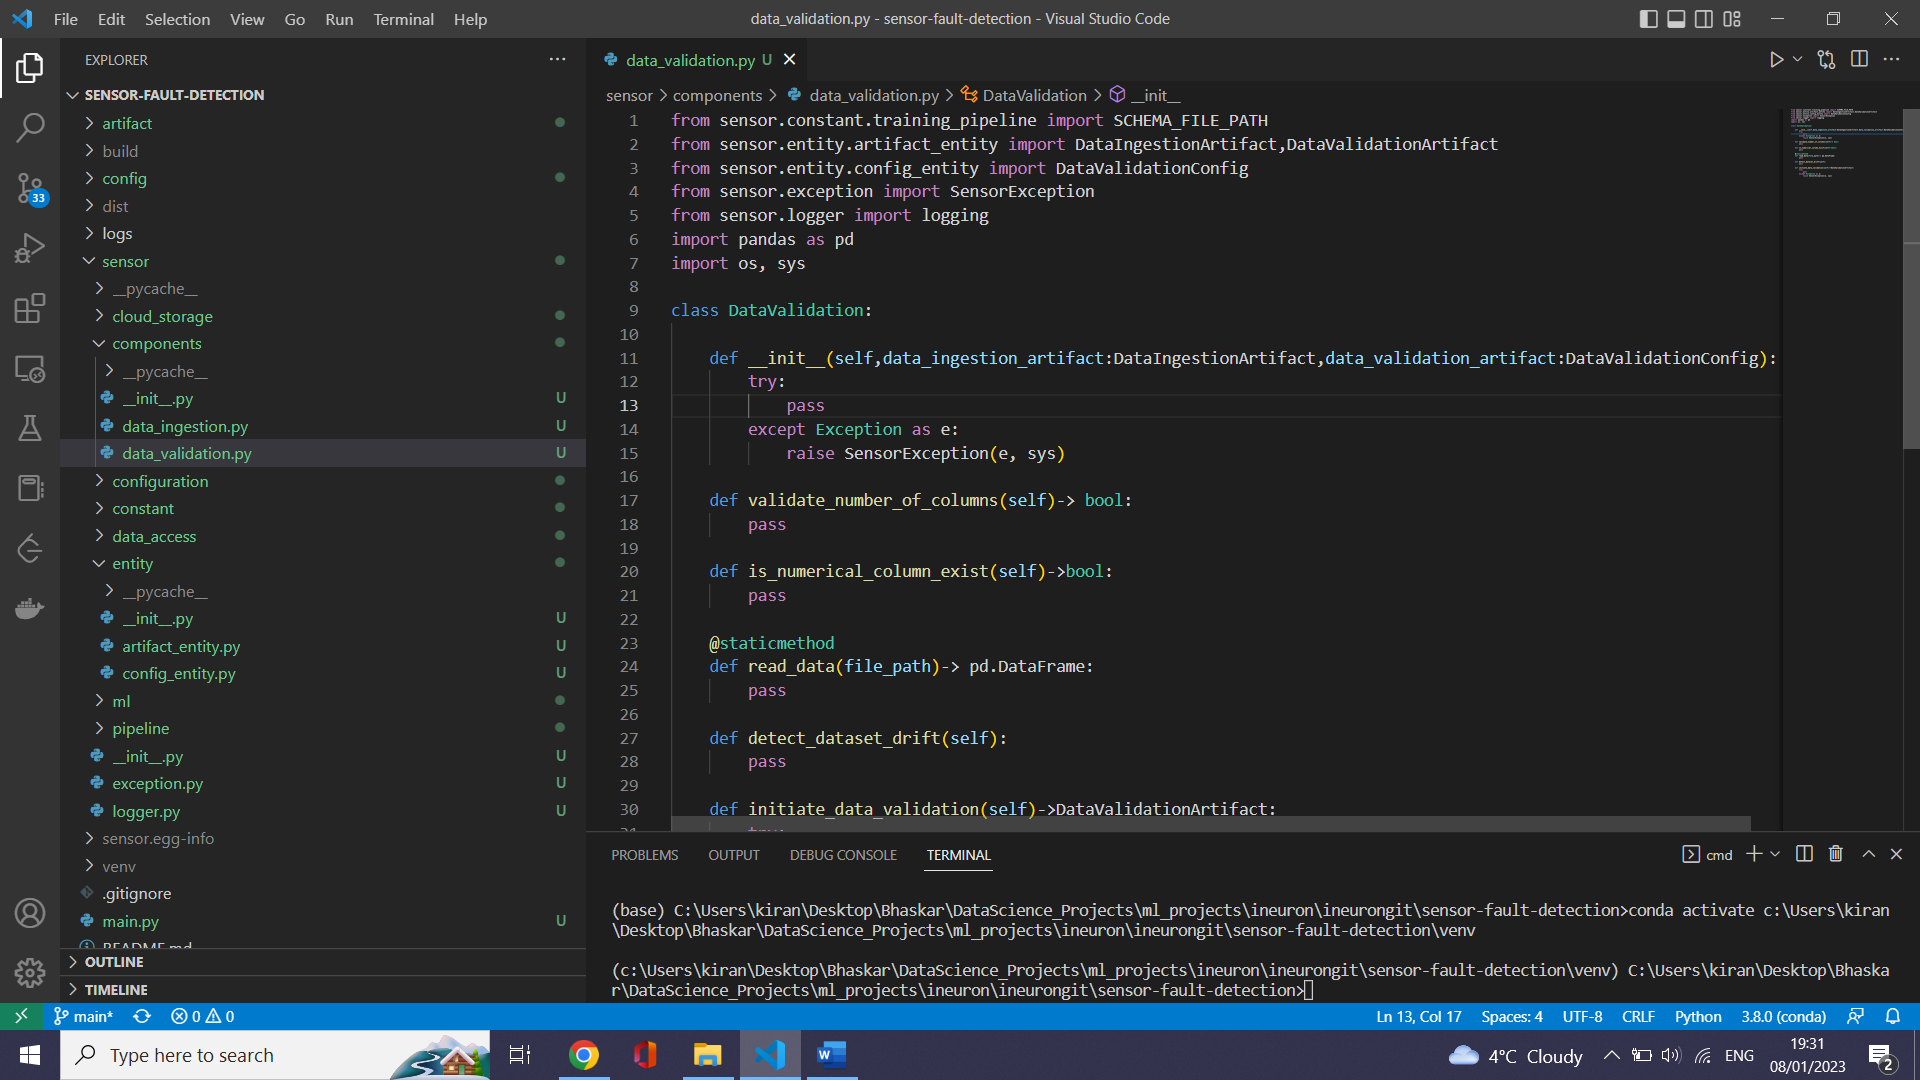 File Edit Selection View Go Run Terminal Help
data_validation.py - sensor-fault-detection - Visual Studio Code
EXPLORER
SENSOR-FAULT-DETECTION
artifact
build
config
dist
logs
sensor
__pycache__
cloud_storage
components
__pycache__
__init__.py U
data_ingestion.py U
data_validation.py U
configuration
constant
data_access
entity
__pycache__
__init__.py U
artifact_entity.py U
config_entity.py U
ml
pipeline
__init__.py U
exception.py U
logger.py U
sensor.egg-info
venv
.gitignore
main.py U
README.md
OUTLINE
TIMELINE
33
data_validation.py U
sensor > components > data_validation.py > DataValidation > __init__
1 from sensor.constant.training_pipeline import SCHEMA_FILE_PATH
2 from sensor.entity.artifact_entity import DataIngestionArtifact,DataValidationArtifact
3 from sensor.entity.config_entity import DataValidationConfig
4 from sensor.exception import SensorException
5 from sensor.logger import logging
6 import pandas as pd
7 import os, sys
8
9 class DataValidation:
10
11 def __init__(self,data_ingestion_artifact:DataIngestionArtifact,data_validation_artifact:DataValidationConfig):
12 try:
13 pass
14 except Exception as e:
15 raise SensorException(e, sys)
16
17 def validate_number_of_columns(self)-> bool:
18 pass
19
20 def is_numerical_column_exist(self)->bool:
21 pass
22
23 @staticmethod
24 def read_data(file_path)-> pd.DataFrame:
25 pass
26
27 def detect_dataset_drift(self):
28 pass
29
30 def initiate_data_validation(self)->DataValidationArtifact:
31 try:
PROBLEMS OUTPUT DEBUG CONSOLE TERMINAL
cmd
(base) C:\Users\kiran\Desktop\Bhaskar\DataScience_Projects\ml_projects\ineuron\ineurongit\sensor-fault-detection>conda activate c:\Users\kiran
\Desktop\Bhaskar\DataScience_Projects\ml_projects\ineuron\ineurongit\sensor-fault-detection\venv
(c:\Users\kiran\Desktop\Bhaskar\DataScience_Projects\ml_projects\ineuron\ineurongit\sensor-fault-detection\venv) C:\Users\kiran\Desktop\Bhaska
r\DataScience_Projects\ml_projects\ineuron\ineurongit\sensor-fault-detection>
main* 0 0
Ln 13, Col 17 Spaces: 4 UTF-8 CRLF Python 3.8.0 (conda)
Type here to search
4°C Cloudy
ENG
19:31
08/01/2023
2